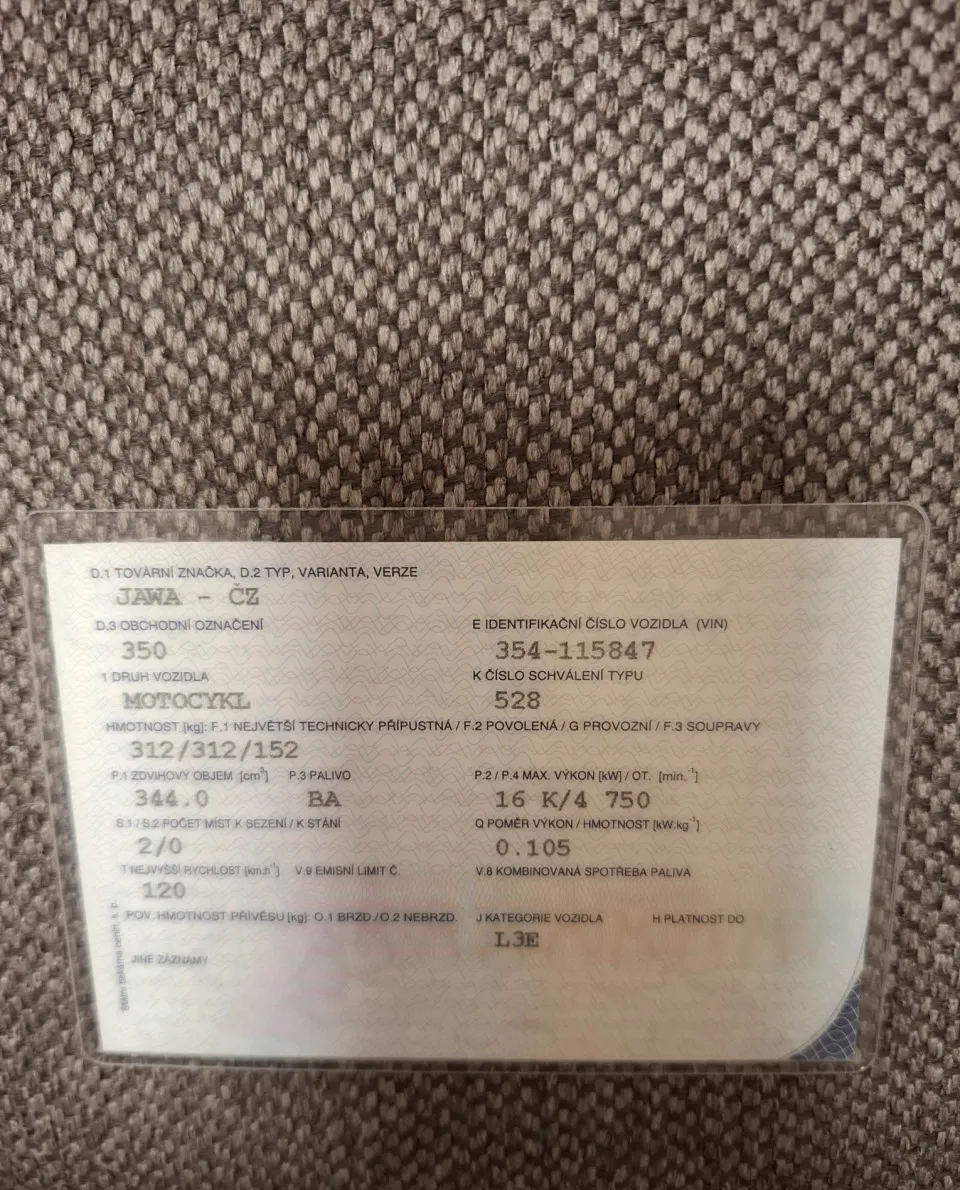 D.1 TOVÁRNÍ ZNAČKA, D.2 TYP, VARIANTA, VERZE
JAWA - ČZ
D.3 OBCHODNÍ OZNAČENÍ E IDENTIFIKAČNÍ ČÍSLO VOZIDLA (VIN)
350 354-115847
1 DRUH VOZIDLA K ČÍSLO SCHVÁLENÍ TYPU
MOTOCYKL 528
HMOTNOST [kg]: F.1 NEJVĚTŠÍ TECHNICKY PŘÍPUSTNÁ / F.2 POVOLENÁ / G PROVOZNÍ / F.3 SOUPRAVY
312/312/152
P.1 ZDVIHOVÝ OBJEM [cm³] P.3 PALIVO P.2 / P.4 MAX. VÝKON [kW] / OT. [min.⁻¹]
344.0 BA 16 K/4 750
S.1 / S.2 POČET MÍST K SEZENÍ / K STÁNÍ Q POMĚR VÝKON / HMOTNOST [kW.kg⁻¹]
2/0 0.105
T NEJVYŠŠÍ RYCHLOST [km.h⁻¹] V.9 EMISNÍ LIMIT Č. V.8 KOMBINOVANÁ SPOTŘEBA PALIVA
120
POV. HMOTNOST PŘÍVĚSU [kg]: O.1 BRZD./O.2 NEBRZD. J KATEGORIE VOZIDLA H PLATNOST DO
L3E
JINÉ ZÁZNAMY